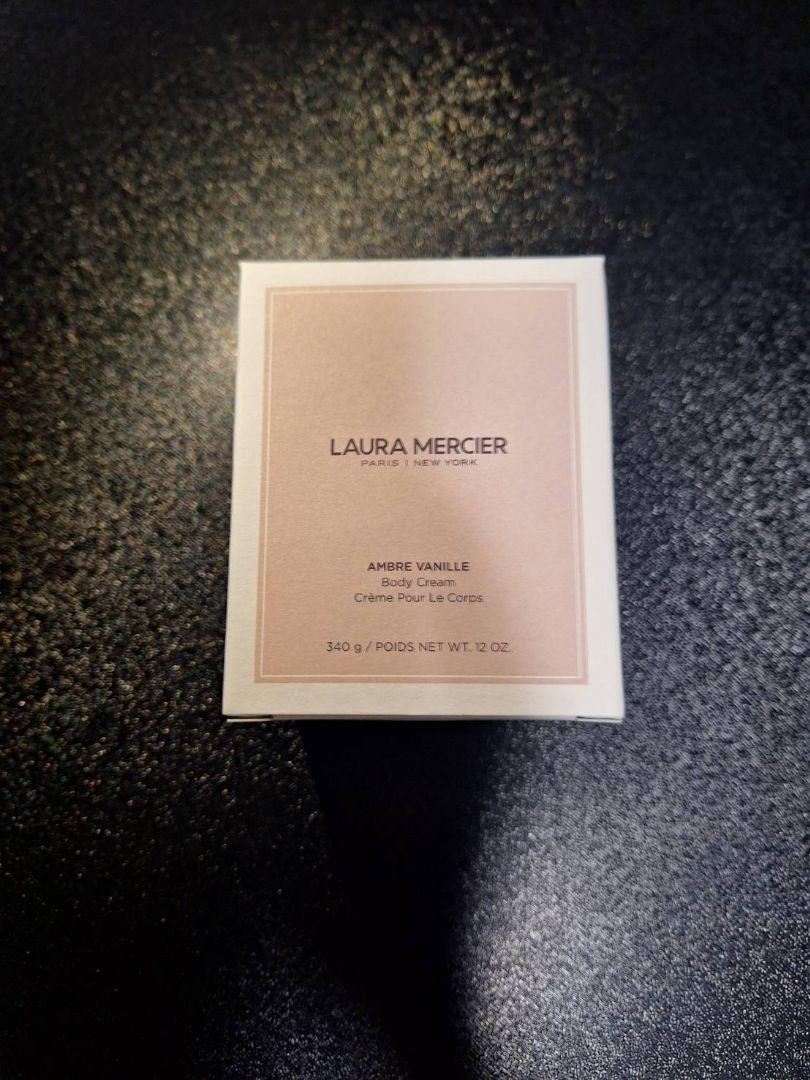 LAURA MERCIER
PARIS | NEW YORK
AMBRE VANILLE
Body Cream
Crème Pour Le Corps
340 g / POIDS NET WT. 12 OZ.